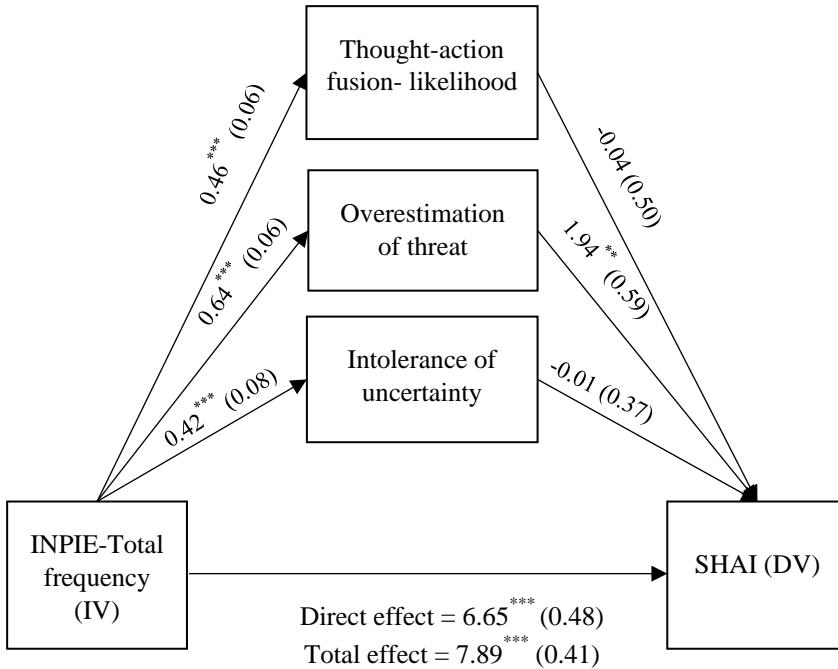 Thought-action
fusion- likelihood
0.46*** (0.06)
-0.04 (0.50)
Overestimation
of threat
0.64*** (0.06)
1.94** (0.59)
Intolerance of
uncertainty
0.42*** (0.08)
-0.01 (0.37)
INPIE-Total
frequency
(IV)
SHAI (DV)
Direct effect = 6.65*** (0.48)
Total effect = 7.89*** (0.41)